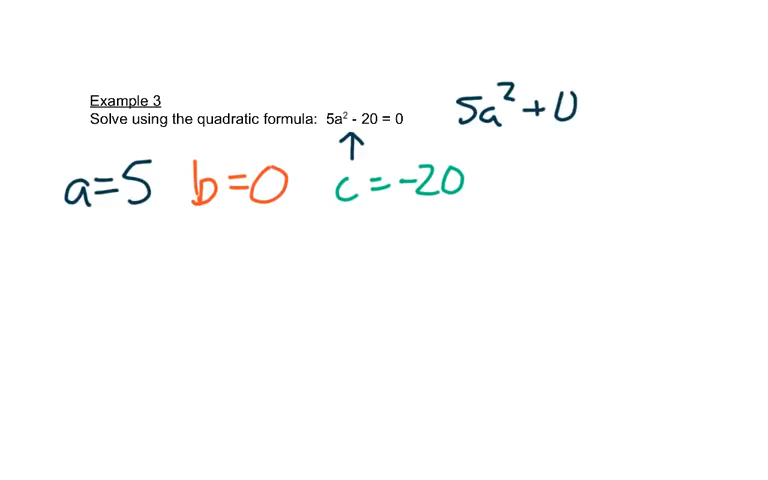 Example 3
Solve using the quadratic formula: 5a² - 20 = 0
5a² + 0
↑
a=5 b=0 c=-20